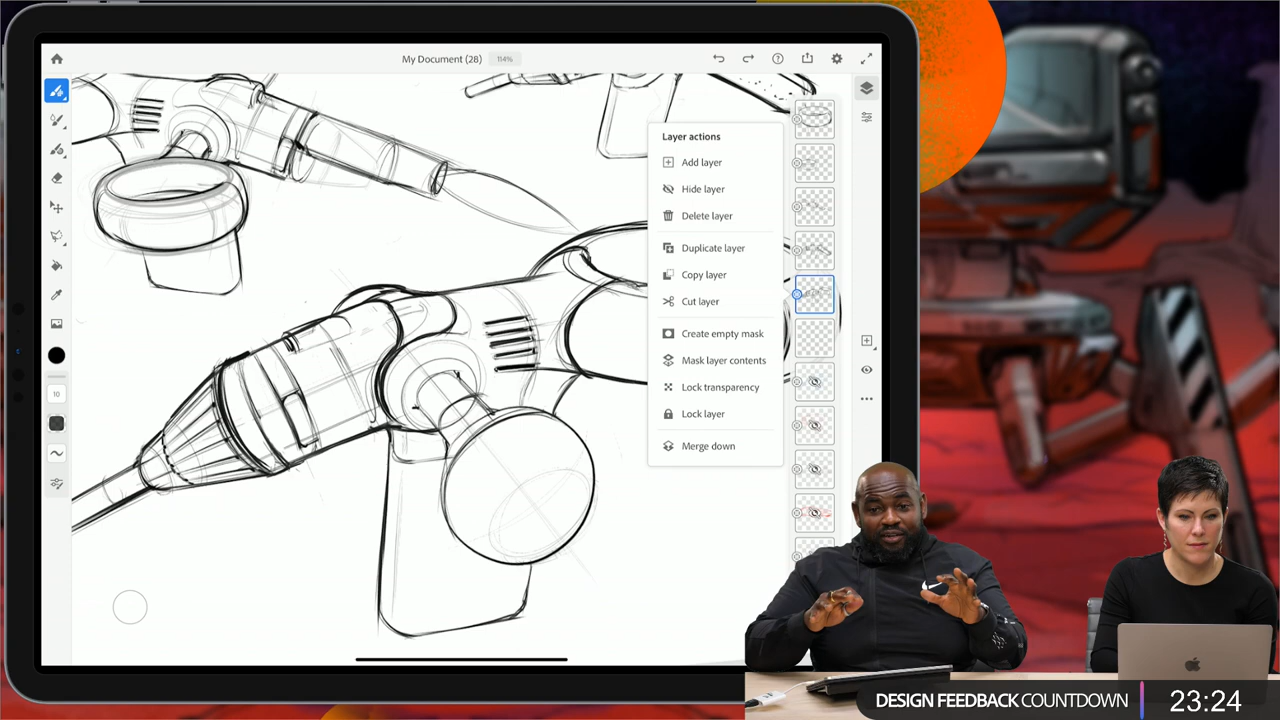 My Document (28)
114%
Layer actions
Add layer
Hide layer
Delete layer
Duplicate layer
Copy layer
Cut layer
Create empty mask
Mask layer contents
Lock transparency
Lock layer
Merge down
10
DESIGN FEEDBACK COUNTDOWN
23:24